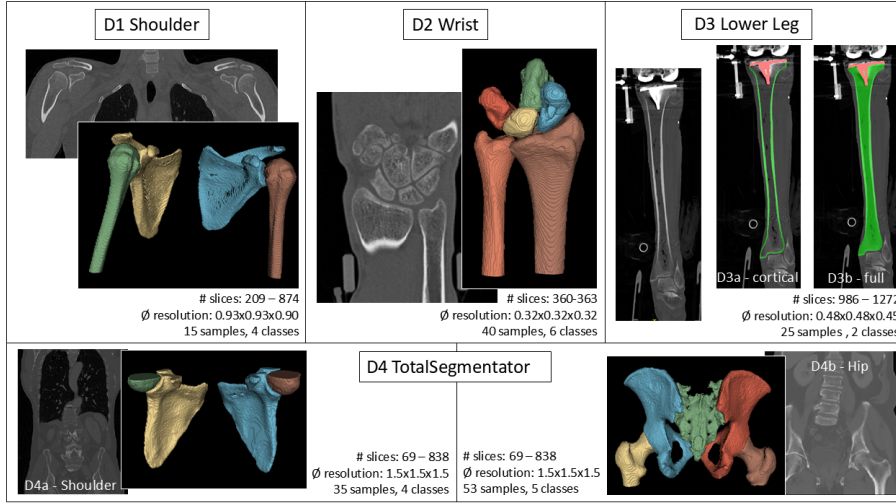 D1 Shoulder
# slices: 209 – 874
Ø resolution: 0.93x0.93x0.90
15 samples, 4 classes
D2 Wrist
# slices: 360-363
Ø resolution: 0.32x0.32x0.32
40 samples, 6 classes
D3 Lower Leg
D3a - cortical
D3b - full
# slices: 986 – 1272
Ø resolution: 0.48x0.48x0.45
25 samples , 2 classes
D4 TotalSegmentator
D4a - Shoulder
# slices: 69 – 838
Ø resolution: 1.5x1.5x1.5
35 samples, 4 classes
# slices: 69 – 838
Ø resolution: 1.5x1.5x1.5
53 samples, 5 classes
D4b - Hip